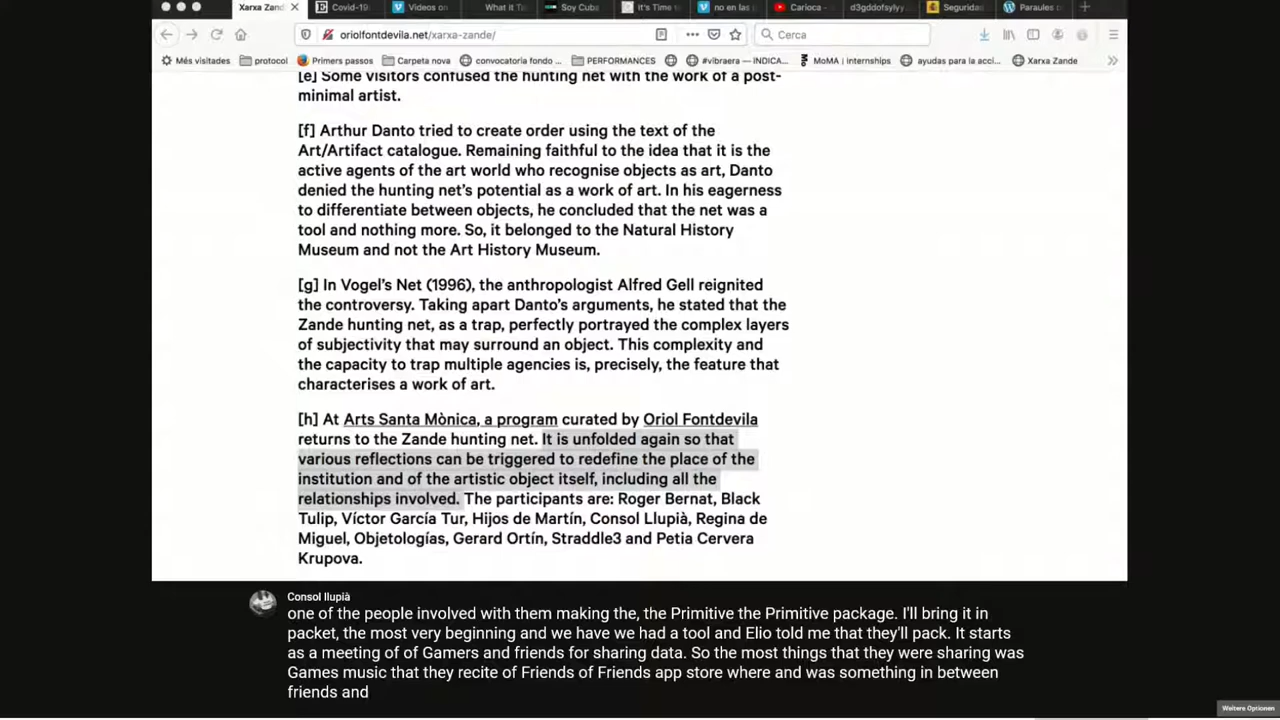 Xarxa Zand
Covid-19:
Videos on
What it Ta
Soy Cuba
it's Time t
no en las p
Carioca -
d3gddofsylyy
Seguridad
Paraules m
oriolfontdevila.net/xarxa-zande/
Cerca
Més visitades
protocol
Primers passos
Carpeta nova
convocatoria fondo ...
PERFORMANCES
#vibraera (— INDICA...
MoMA | internships
ayudas para la acci...
Xarxa Zande
[e] Some visitors confused the hunting net with the work of a post-
minimal artist.
[f] Arthur Danto tried to create order using the text of the
Art/Artifact catalogue. Remaining faithful to the idea that it is the
active agents of the art world who recognise objects as art, Danto
denied the hunting net's potential as a work of art. In his eagerness
to differentiate between objects, he concluded that the net was a
tool and nothing more. So, it belonged to the Natural History
Museum and not the Art History Museum.
[g] In Vogel's Net (1996), the anthropologist Alfred Gell reignited
the controversy. Taking apart Danto's arguments, he stated that the
Zande hunting net, as a trap, perfectly portrayed the complex layers
of subjectivity that may surround an object. This complexity and
the capacity to trap multiple agencies is, precisely, the feature that
characterises a work of art.
[h] At Arts Santa Mònica, a program curated by Oriol Fontdevila
returns to the Zande hunting net. It is unfolded again so that
various reflections can be triggered to redefine the place of the
institution and of the artistic object itself, including all the
relationships involved. The participants are: Roger Bernat, Black
Tulip, Víctor García Tur, Hijos de Martín, Consol Llupià, Regina de
Miguel, Objetologías, Gerard Ortín, Straddle3 and Petia Cervera
Krupova.
Consol llupià
one of the people involved with them making the, the Primitive the Primitive package. I'll bring it in
packet, the most very beginning and we have we had a tool and Elio told me that they'll pack. It starts
as a meeting of of Gamers and friends for sharing data. So the most things that they were sharing was
Games music that they recite of Friends of Friends app store where and was something in between
friends and
Weitere Optionen